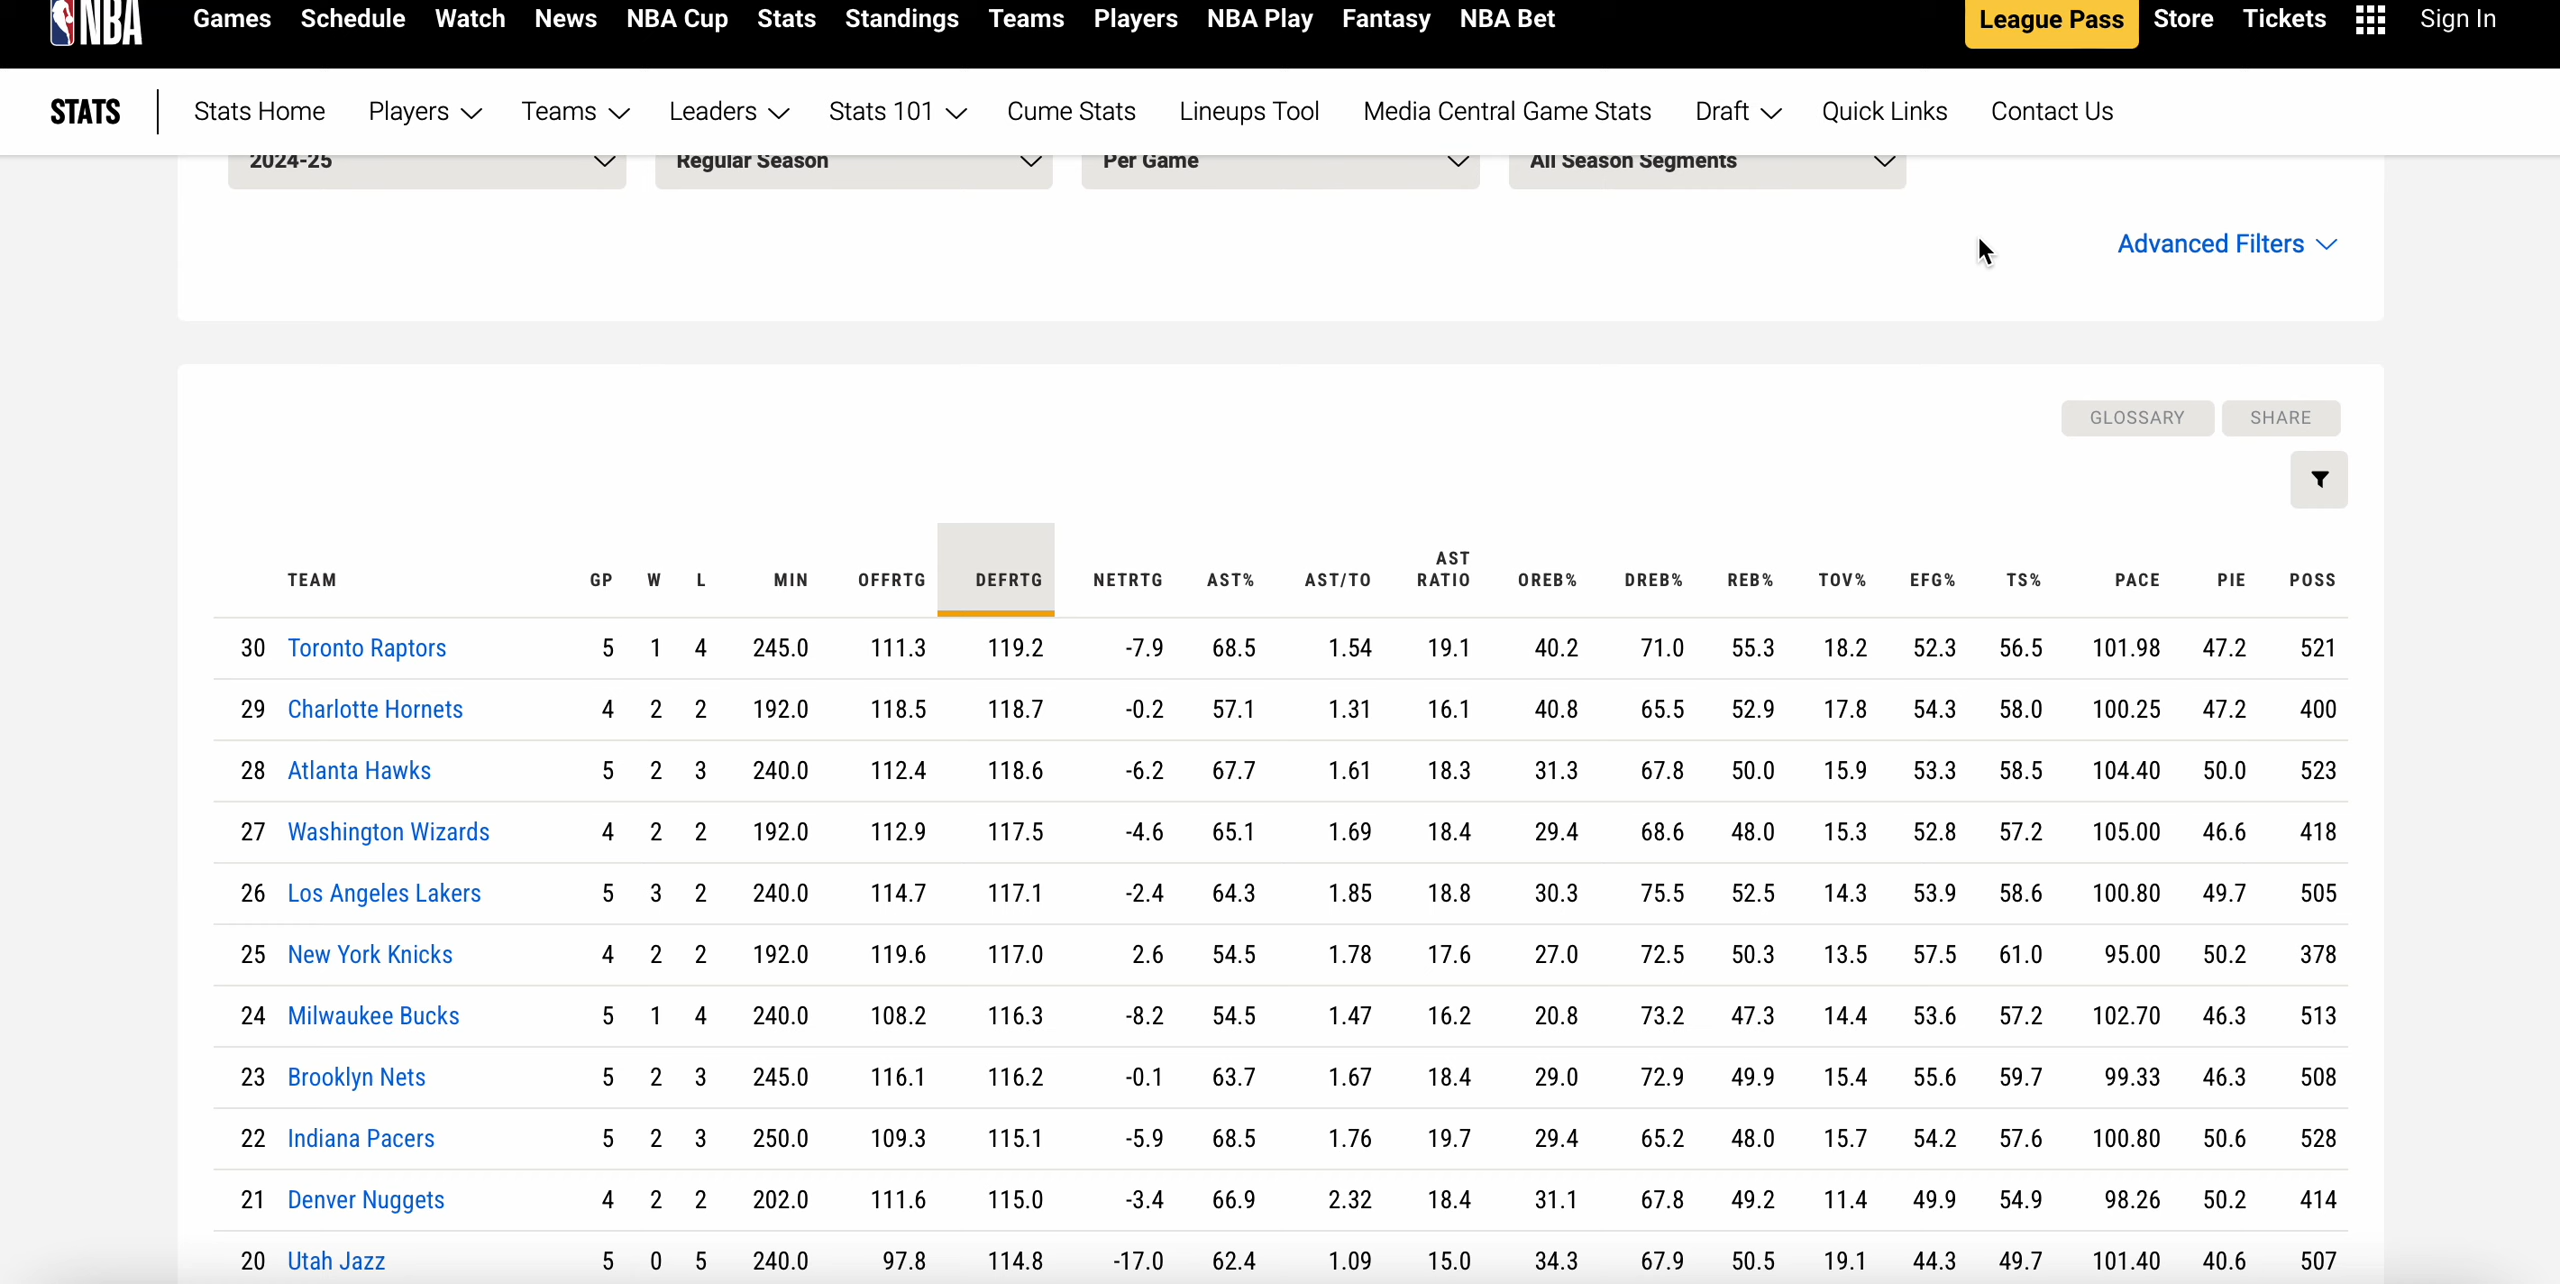 NBA Games Schedule Watch News NBA Cup Stats Standings Teams Players NBA Play Fantasy NBA Bet League Pass Store Tickets Sign In
STATS Stats Home Players Teams Leaders Stats 101 Cume Stats Lineups Tool Media Central Game Stats Draft Quick Links Contact Us
2024-25 Regular Season Per Game All Season Segments
Advanced Filters
GLOSSARY SHARE
TEAM GP W L MIN OFFRTG DEFRTG NETRTG AST% AST/TO AST RATIO OREB% DREB% REB% TOV% EFG% TS% PACE PIE POSS
30 Toronto Raptors 5 1 4 245.0 111.3 119.2 -7.9 68.5 1.54 19.1 40.2 71.0 55.3 18.2 52.3 56.5 101.98 47.2 521
29 Charlotte Hornets 4 2 2 192.0 118.5 118.7 -0.2 57.1 1.31 16.1 40.8 65.5 52.9 17.8 54.3 58.0 100.25 47.2 400
28 Atlanta Hawks 5 2 3 240.0 112.4 118.6 -6.2 67.7 1.61 18.3 31.3 67.8 50.0 15.9 53.3 58.5 104.40 50.0 523
27 Washington Wizards 4 2 2 192.0 112.9 117.5 -4.6 65.1 1.69 18.4 29.4 68.6 48.0 15.3 52.8 57.2 105.00 46.6 418
26 Los Angeles Lakers 5 3 2 240.0 114.7 117.1 -2.4 64.3 1.85 18.8 30.3 75.5 52.5 14.3 53.9 58.6 100.80 49.7 505
25 New York Knicks 4 2 2 192.0 119.6 117.0 2.6 54.5 1.78 17.6 27.0 72.5 50.3 13.5 57.5 61.0 95.00 50.2 378
24 Milwaukee Bucks 5 1 4 240.0 108.2 116.3 -8.2 54.5 1.47 16.2 20.8 73.2 47.3 14.4 53.6 57.2 102.70 46.3 513
23 Brooklyn Nets 5 2 3 245.0 116.1 116.2 -0.1 63.7 1.67 18.4 29.0 72.9 49.9 15.4 55.6 59.7 99.33 46.3 508
22 Indiana Pacers 5 2 3 250.0 109.3 115.1 -5.9 68.5 1.76 19.7 29.4 65.2 48.0 15.7 54.2 57.6 100.80 50.6 528
21 Denver Nuggets 4 2 2 202.0 111.6 115.0 -3.4 66.9 2.32 18.4 31.1 67.8 49.2 11.4 49.9 54.9 98.26 50.2 414
20 Utah Jazz 5 0 5 240.0 97.8 114.8 -17.0 62.4 1.09 15.0 34.3 67.9 50.5 19.1 44.3 49.7 101.40 40.6 507